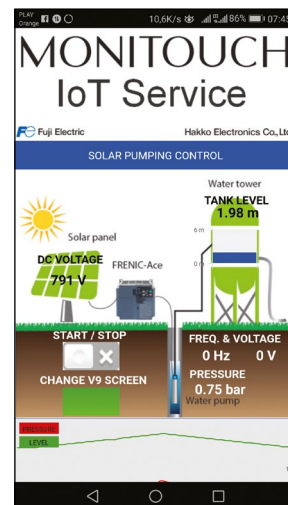 PLAY
Orange
10,6K/s 86% 07:45
MONITOUCH
IoT Service
Fuji Electric Hakko Electronics Co., Ltd
SOLAR PUMPING CONTROL
Water tower
TANK LEVEL
1.98 m
6 m
Solar panel
DC VOLTAGE
FRENIC-Ace
0 m
791 V
START / STOP
FREQ. & VOLTAGE
0 Hz 0 V
CHANGE V9 SCREEN
PRESSURE
0.75 bar
Water pump
PRESSURE
LEVEL